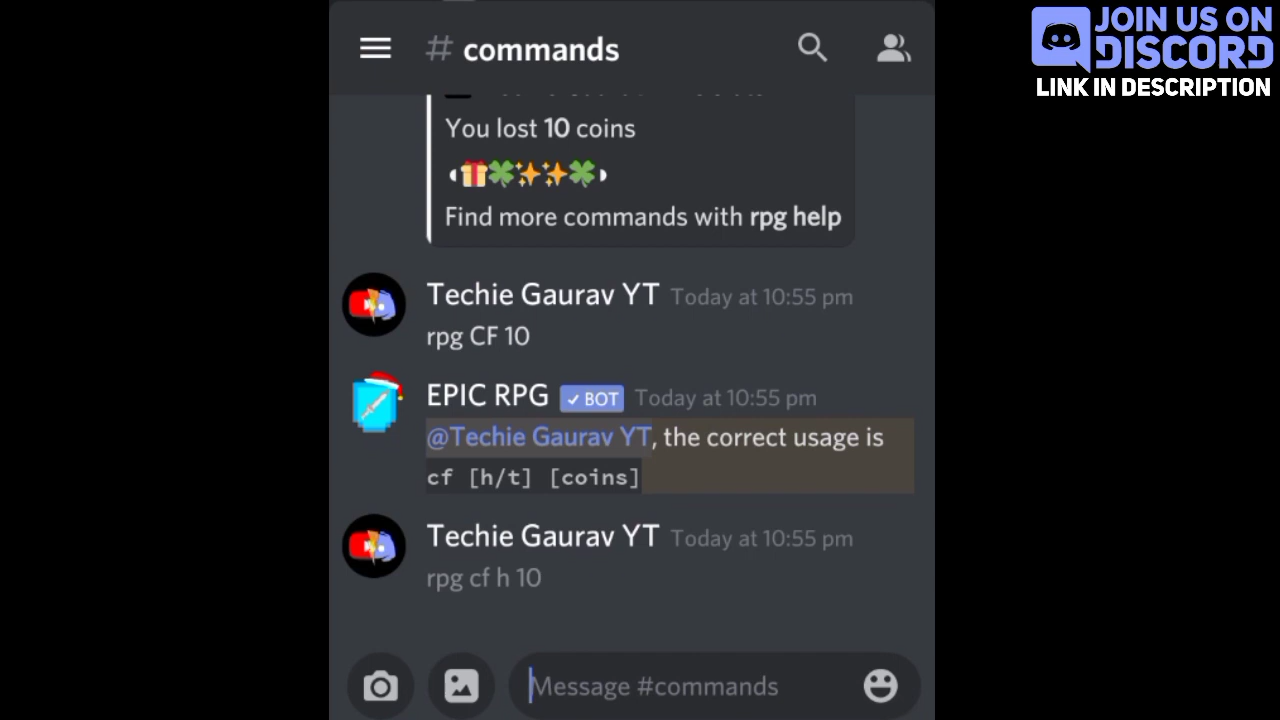 # commands
JOIN US ON
DISCORD
LINK IN DESCRIPTION
You lost 10 coins
Find more commands with rpg help
Techie Gaurav YT Today at 10:55 pm
rpg CF 10
EPIC RPG ✓ BOT Today at 10:55 pm
@Techie Gaurav YT, the correct usage is
cf [h/t] [coins]
Techie Gaurav YT Today at 10:55 pm
rpg cf h 10
Message #commands